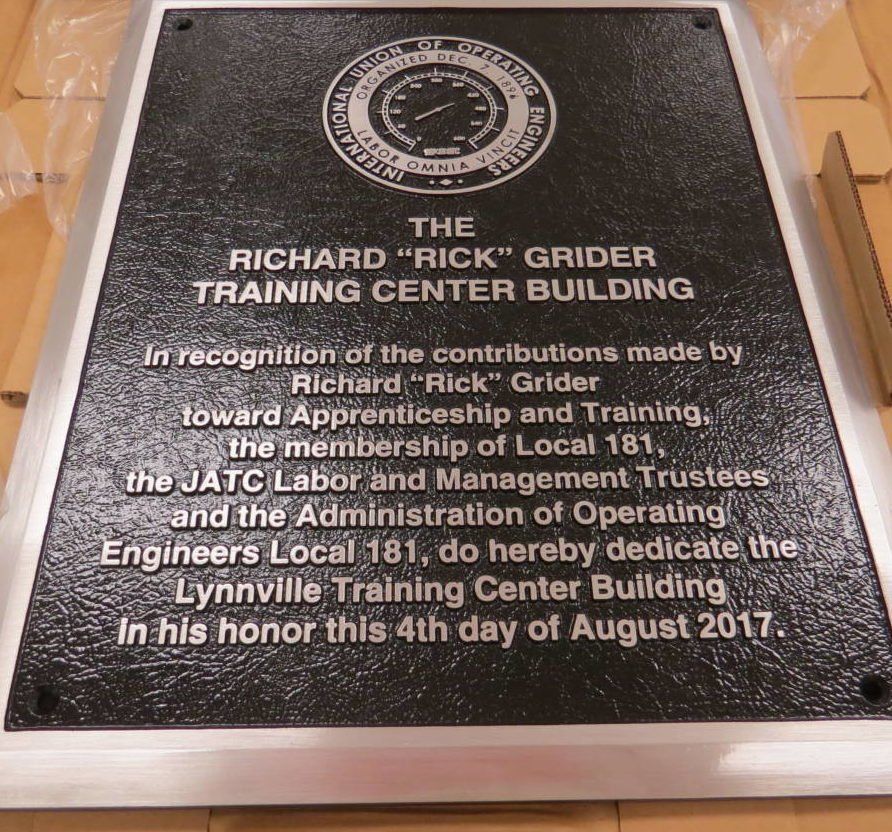 INTERNATIONAL UNION OF OPERATING ENGINEERS
ORGANIZED DEC. 7, 1896
LABOR OMNIA VINCIT
THE
RICHARD “RICK” GRIDER
TRAINING CENTER BUILDING
In recognition of the contributions made by
Richard “Rick” Grider
toward Apprenticeship and Training,
the membership of Local 181,
the JATC Labor and Management Trustees
and the Administration of Operating
Engineers Local 181, do hereby dedicate the
Lynnville Training Center Building
in his honor this 4th day of August 2017.